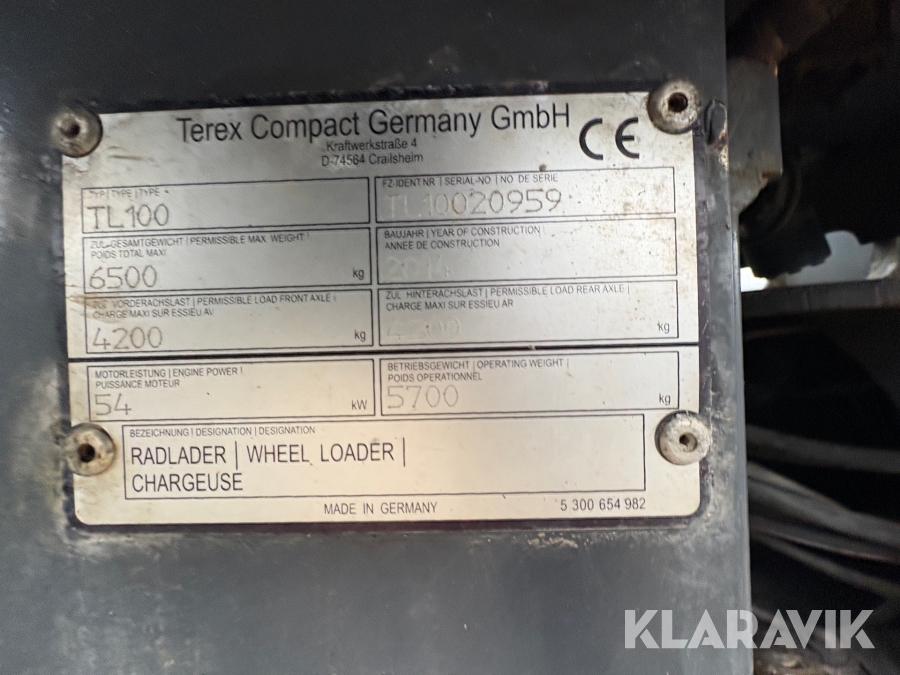 Terex Compact Germany GmbH
Kraftwerkstraße 4
D-74564 Crailsheim
CE
TYP | TYPE | TYPE
TL100
FZ-IDENT NR | SERIAL-NO | NO DE SERIE
TL10020959
ZUL-GESAMTGEWICHT | PERMISSIBLE MAX. WEIGHT |
POIDS TOTAL MAXI
6500 kg
BAUJAHR | YEAR OF CONSTRUCTION |
ANNEE DE CONSTRUCTION
2014
ZUL VORDERACHSLAST | PERMISSIBLE LOAD FRONT AXLE |
CHARGE MAXI SUR ESSIEU AV
4200 kg
ZUL HINTERACHSLAST | PERMISSIBLE LOAD REAR AXLE |
CHARGE MAXI SUR ESSIEU AR
kg
MOTORLEISTUNG | ENGINE POWER |
PUISSANCE MOTEUR
54 kW
BETRIEBSGEWICHT | OPERATING WEIGHT |
POIDS OPERATIONNEL
5700 kg
BEZEICHNUNG | DESIGNATION | DESIGNATION
RADLADER | WHEEL LOADER |
CHARGEUSE
MADE IN GERMANY
5 300 654 982
KLARAVIK